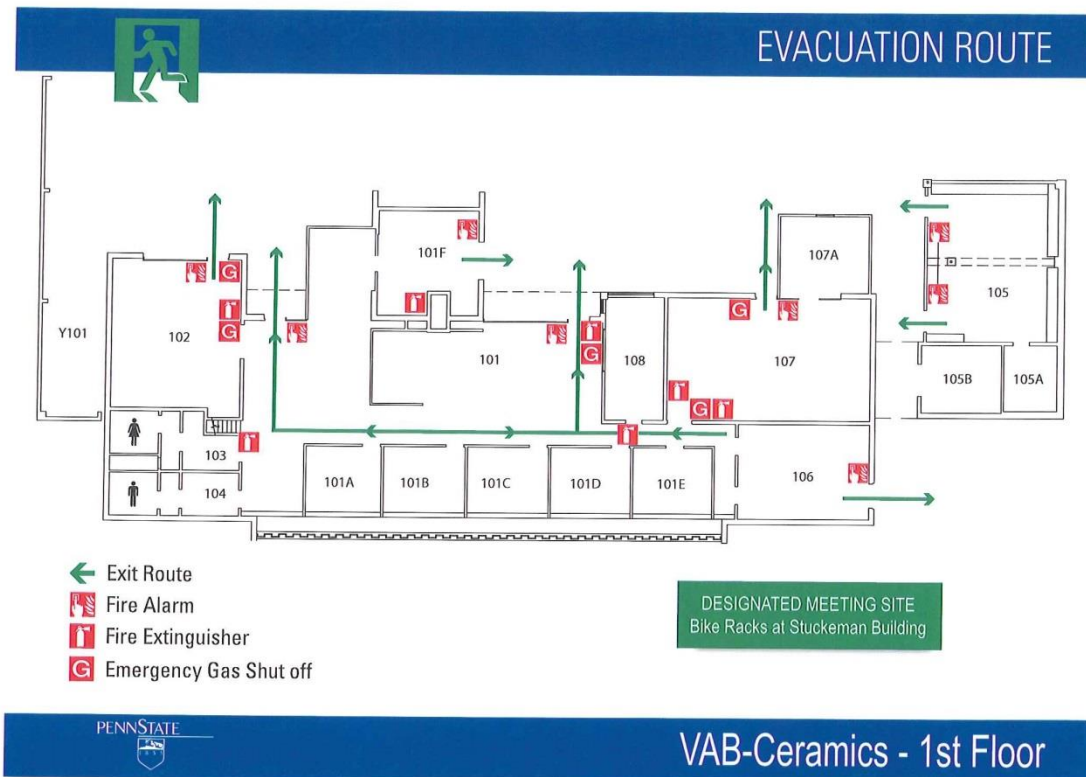 EVACUATION ROUTE
Y101
102
103
104
101F
101
108
107A
107
105
105B
105A
106
101A
101B
101C
101D
101E
G
G
G
G
G
Exit Route
Fire Alarm
Fire Extinguisher
G Emergency Gas Shut off
DESIGNATED MEETING SITE
Bike Racks at Stuckeman Building
PENNSTATE
VAB-Ceramics - 1st Floor